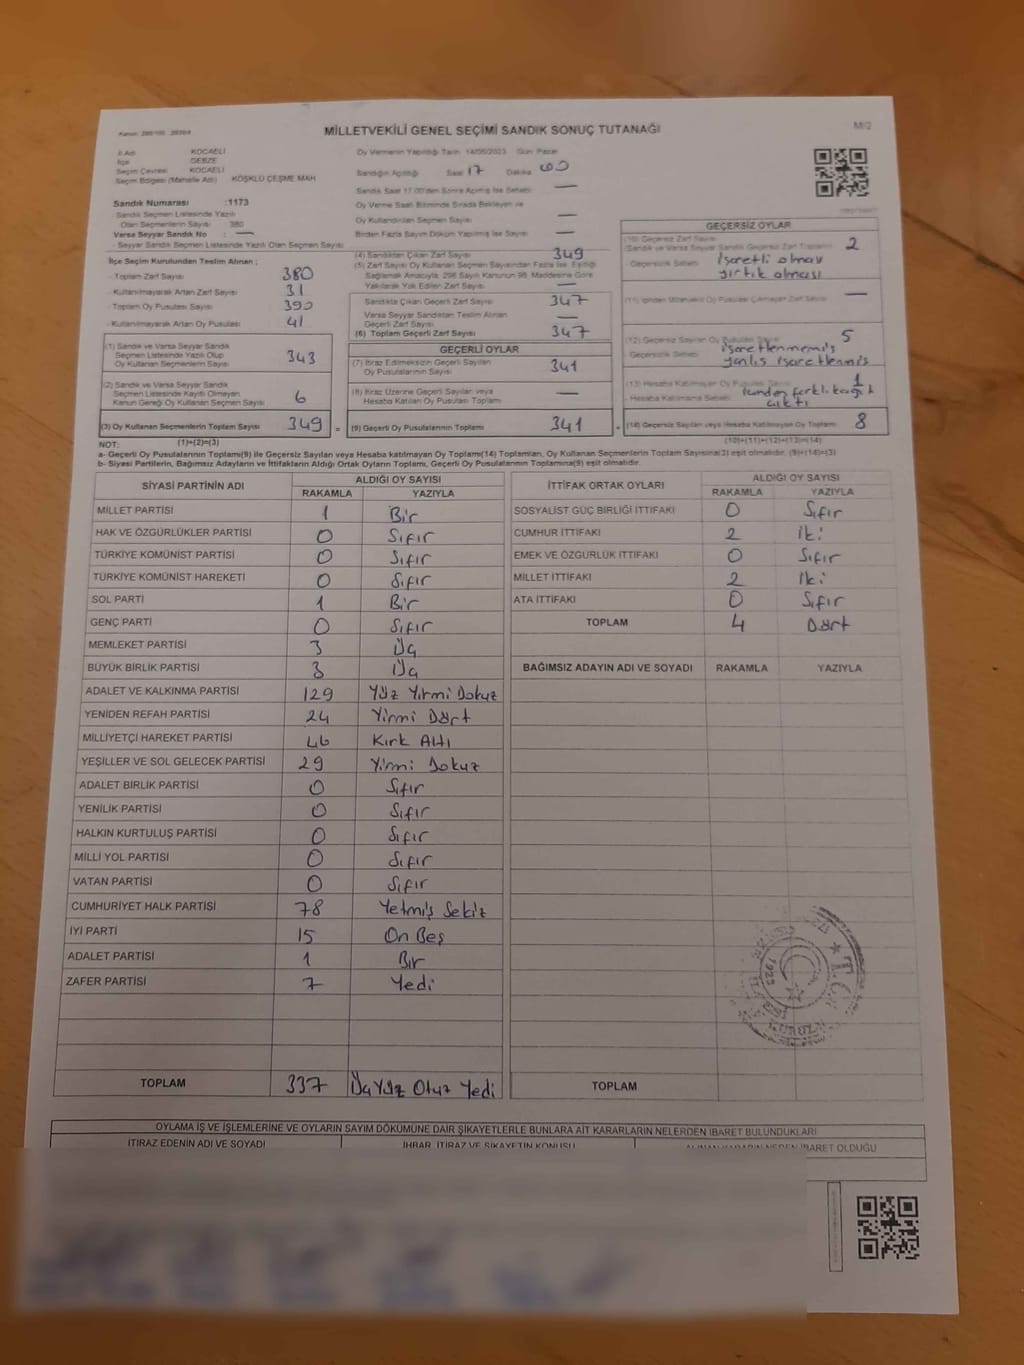 Kanun: 298/105
MİLLETVEKİLİ GENEL SEÇİMİ SANDIK SONUÇ TUTANAĞI
M/2
İl Adı KOCAELİ
İlçe GEBZE
Seçim Çevresi KOCAELİ
Seçim Bölgesi (Mahalle Adı) KÖŞKLÜ ÇEŞME MAH.
Sandık Numarası :1173
- Sandık Seçmen Listesinde Yazılı
Olan Seçmenlerin Sayısı 380
Varsa Seyyar Sandık No : —
- Seyyar Sandık Seçmen Listesinde Yazılı Olan Seçmen Sayısı
İlçe Seçim Kurulundan Teslim Alınan ;
- Toplam Zarf Sayısı 380
- Kullanılmayarak Artan Zarf Sayısı 31
- Toplam Oy Pusulası Sayısı 390
- Kullanılmayarak Artan Oy Pusulası 41
(1) Sandık ve Varsa Seyyar Sandık
Seçmen Listesinde Yazılı Olup
Oy Kullanan Seçmenlerin Sayısı 343
(2) Sandık ve Varsa Seyyar Sandık
Seçmen Listesinde Kayıtlı Olmayan
Kanun Gereği Oy Kullanan Seçmen Sayısı 6
(3) Oy Kullanan Seçmenlerin Toplam Sayısı 349
Oy Vermenin Yapıldığı Tarih 14/05/2023 Gün Pazar
Sandığın Açıldığı Saat 17 Dakika 00
Sandık Saat 17:00'den Sonra Açılmış İse Sebebi —
Oy Verme Saati Bitiminde Sırada Bekleyen ve
Oy Kullandırılan Seçmen Sayısı —
Birden Fazla Sayım Döküm Yapılmış İse Sayısı —
(4) Sandıktan Çıkan Zarf Sayısı 349
(5) Zarf Sayısı Oy Kullanan Seçmen Sayısından Fazla İse, Eşitliği
Sağlamak Amacıyla, 298 Sayılı Kanunun 98. Maddesine Göre
Yakılarak Yok Edilen Zarf Sayısı —
Sandıkta Çıkan Geçerli Zarf Sayısı 347
Varsa Seyyar Sandıktan Teslim Alınan
Geçerli Zarf Sayısı —
(6) Toplam Geçerli Zarf Sayısı 347
GEÇERLİ OYLAR
(7) İtiraz Edilmeksizin Geçerli Sayılan
Oy Pusulalarının Sayısı 341
(8) İtiraz Üzerine Geçerli Sayılan veya
Hesaba Katılan Oy Pusulaları Toplamı —
= (9) Geçerli Oy Pusulalarının Toplamı 341
GEÇERSİZ OYLAR
(10) Geçersiz Zarf Sayısı
(Sandık ve Varsa Seyyar Sandık Geçersiz Zarf Toplamı) 2
- Geçersizlik Sebebi işaretli olması
yırtık olması
(11) İçinden Milletvekili Oy Pusulası Çıkmayan Zarf Sayısı —
(12) Geçersiz Sayılan Oy Pusulası Sayısı 5
Geçersizlik Sebebi işaretlenmemiş
yanlış işaretlenmiş
(13) Hesaba Katılmayan Oy Pusulası Sayısı 1
- Hesaba Katılmama Sebebi İçinden farklı kağıt
çıktı
+ (14) Geçersiz Sayılan veya Hesaba Katılmayan Oy Toplamı 8
NOT: (1)+(2)=(3) (10)+(11)+(12)+(13)=(14)
a- Geçerli Oy Pusulalarının Toplamı(9) ile Geçersiz Sayılan veya Hesaba katılmayan Oy Toplamı(14) Toplamları, Oy Kullanan Seçmenlerin Toplam Sayısına(3) eşit olmalıdır. (9)+(14)=(3)
b- Siyasi Partilerin, Bağımsız Adayların ve İttifakların Aldığı Ortak Oyların Toplamı, Geçerli Oy Pusulalarının Toplamına(9) eşit olmalıdır.
SİYASİ PARTİNİN ADI ALDIĞI OY SAYISI
RAKAMLA YAZIYLA
MİLLET PARTİSİ 1 Bir
HAK VE ÖZGÜRLÜKLER PARTİSİ 0 Sıfır
TÜRKİYE KOMÜNİST PARTİSİ 0 Sıfır
TÜRKİYE KOMÜNİST HAREKETİ 0 Sıfır
SOL PARTİ 1 Bir
GENÇ PARTİ 0 Sıfır
MEMLEKET PARTİSİ 3 Üç
BÜYÜK BİRLİK PARTİSİ 3 Üç
ADALET VE KALKINMA PARTİSİ 129 Yüz Yirmi Dokuz
YENİDEN REFAH PARTİSİ 24 Yirmi Dört
MİLLİYETÇİ HAREKET PARTİSİ 46 Kırk Altı
YEŞİLLER VE SOL GELECEK PARTİSİ 29 Yirmi Dokuz
ADALET BİRLİK PARTİSİ 0 Sıfır
YENİLİK PARTİSİ 0 Sıfır
HALKIN KURTULUŞ PARTİSİ 0 Sıfır
MİLLİ YOL PARTİSİ 0 Sıfır
VATAN PARTİSİ 0 Sıfır
CUMHURİYET HALK PARTİSİ 78 Yetmiş Sekiz
İYİ PARTİ 15 On Beş
ADALET PARTİSİ 1 Bir
ZAFER PARTİSİ 7 Yedi
TOPLAM 337 Üç Yüz Otuz Yedi
İTTİFAK ORTAK OYLARI ALDIĞI OY SAYISI
RAKAMLA YAZIYLA
SOSYALİST GÜÇ BİRLİĞİ İTTİFAKI 0 Sıfır
CUMHUR İTTİFAKI 2 İki
EMEK VE ÖZGÜRLÜK İTTİFAKI 0 Sıfır
MİLLET İTTİFAKI 2 İki
ATA İTTİFAKI 0 Sıfır
TOPLAM 4 Dört
BAĞIMSIZ ADAYIN ADI VE SOYADI RAKAMLA YAZIYLA
T.C.
1923
TOPLAM
OYLAMA İŞ VE İŞLEMLERİNE VE OYLARIN SAYIM DÖKÜMÜNE DAİR ŞİKAYETLERLE BUNLARA AİT KARARLARIN NELERDEN İBARET BULUNDUKLARI
İTİRAZ EDENİN ADI VE SOYADI İHBAR, İTİRAZ VE ŞİKAYETİN KONUSU ALINAN KARARIN NEDEN İBARET OLDUĞU